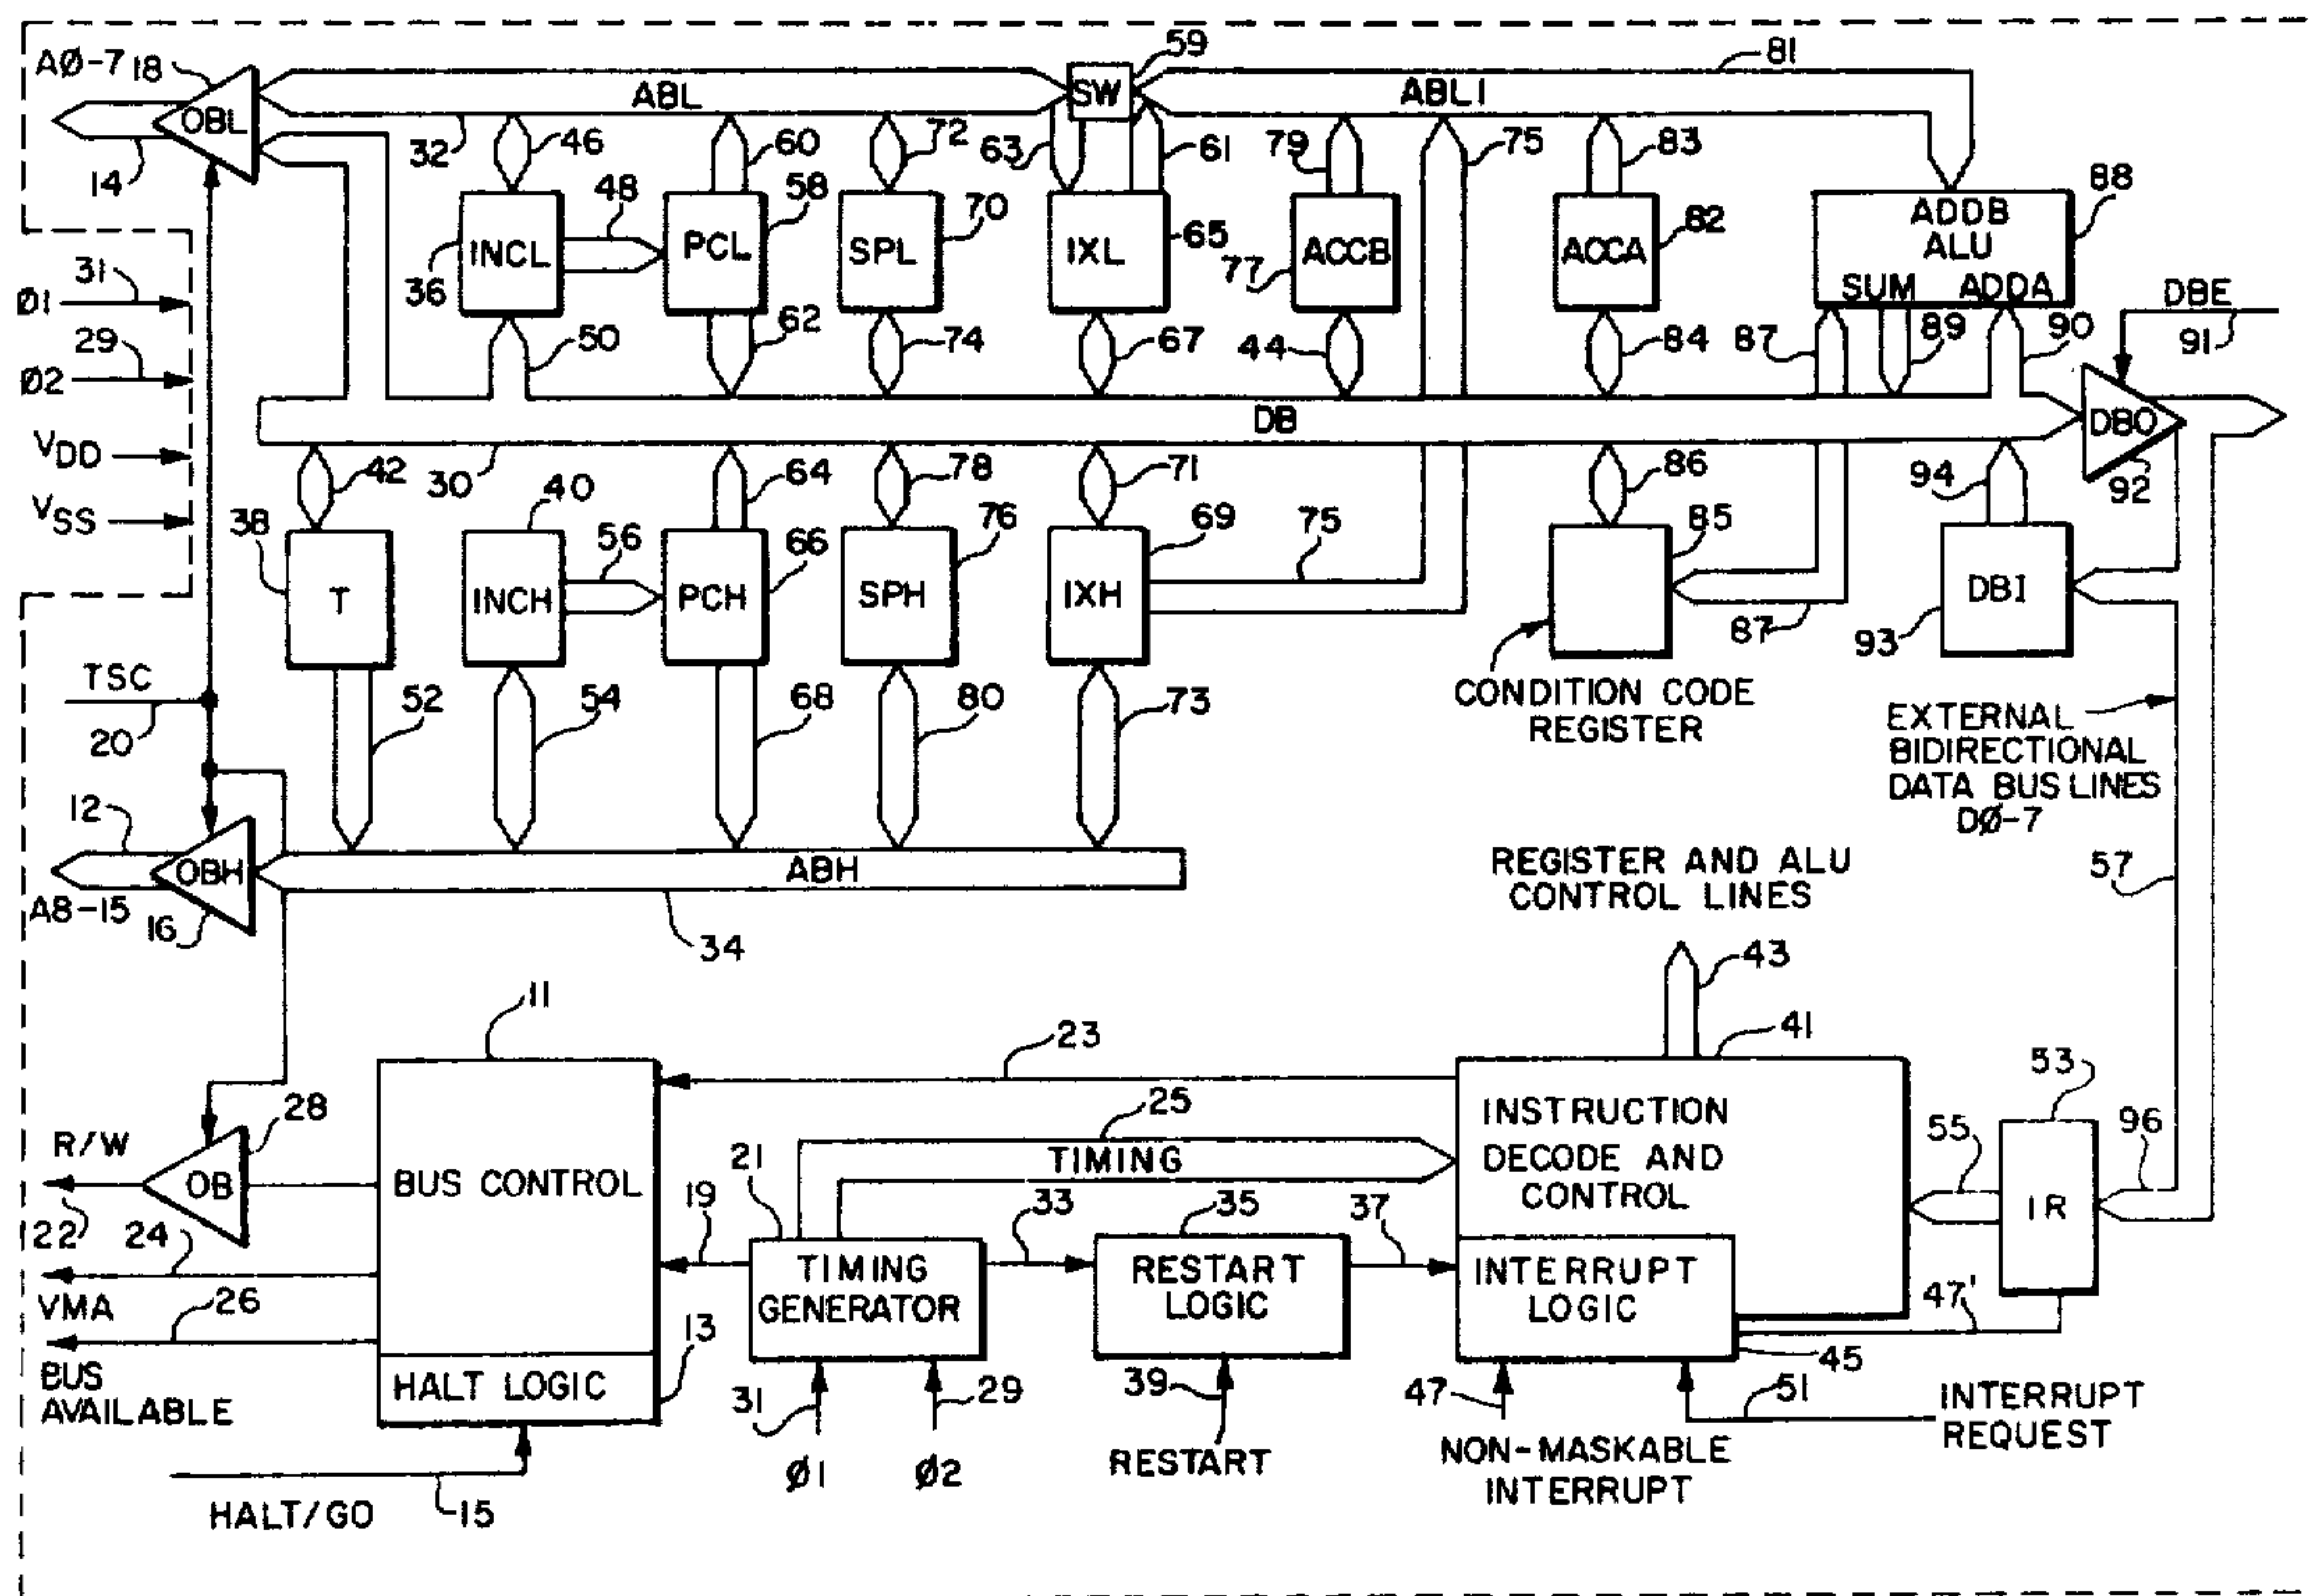 59
81
AØ-7
18
OBL
ABL
SW
ABLI
14
32
46
60
72
63
61
79
75
83
48
58
70
65
88
INCL
PCL
SPL
IXL
ACCB
ACCA
82
ADDB
ALU
SUM
ADDA
36
77
31
Ø1
50
62
74
67
44
84
87
89
90
DBE
91
29
Ø2
DB
DBO
VDD
42
30
64
78
71
86
94
92
VSS
38
40
56
66
76
69
75
85
T
INCH
PCH
SPH
IXH
DBI
93
87
TSC
20
52
54
68
80
73
CONDITION CODE
REGISTER
EXTERNAL
BIDIRECTIONAL
DATA BUS LINES
DØ-7
12
OBH
ABH
A8-15
16
34
REGISTER AND ALU
CONTROL LINES
57
43
11
23
41
53
28
25
55
96
R/W
OB
BUS CONTROL
21
TIMING
INSTRUCTION
DECODE AND
CONTROL
IR
22
24
19
33
35
37
TIMING
GENERATOR
RESTART
LOGIC
INTERRUPT
LOGIC
VMA
26
13
47'
45
BUS
AVAILABLE
HALT LOGIC
31
29
39
47
51
INTERRUPT
REQUEST
Ø1
Ø2
RESTART
NON-MASKABLE
INTERRUPT
HALT/GO
15